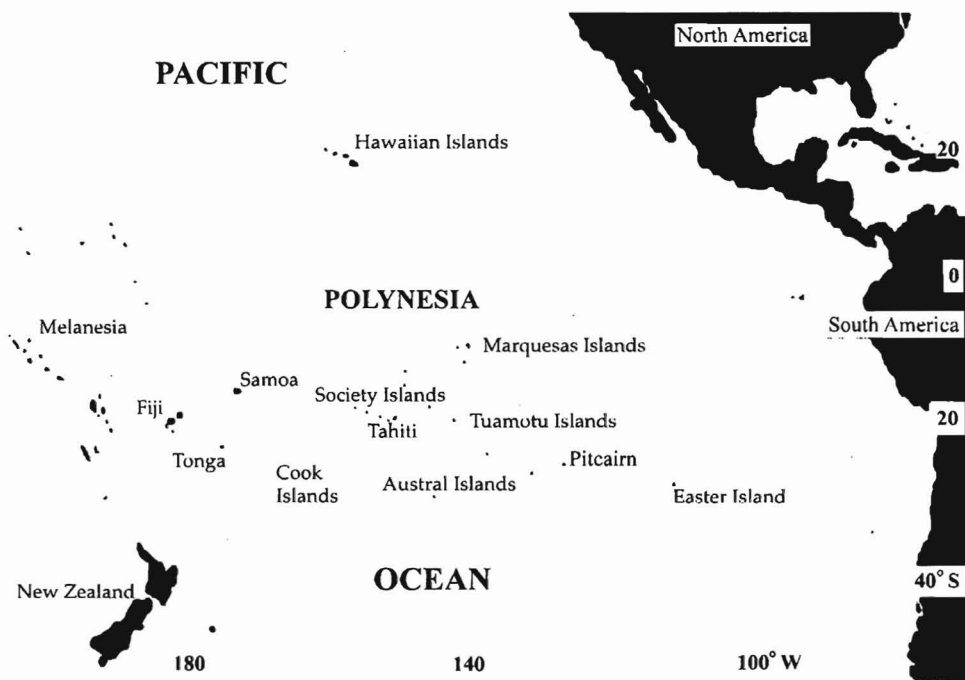 North America
PACIFIC
Hawaiian Islands
20
0
POLYNESIA
Melanesia
South America
Marquesas Islands
Samoa
Society Islands
Fiji
20
Tahiti
Tuamotu Islands
Tonga
Pitcairn
Cook
Islands
Austral Islands
Easter Island
OCEAN
40° S
New Zealand
180
140
100° W